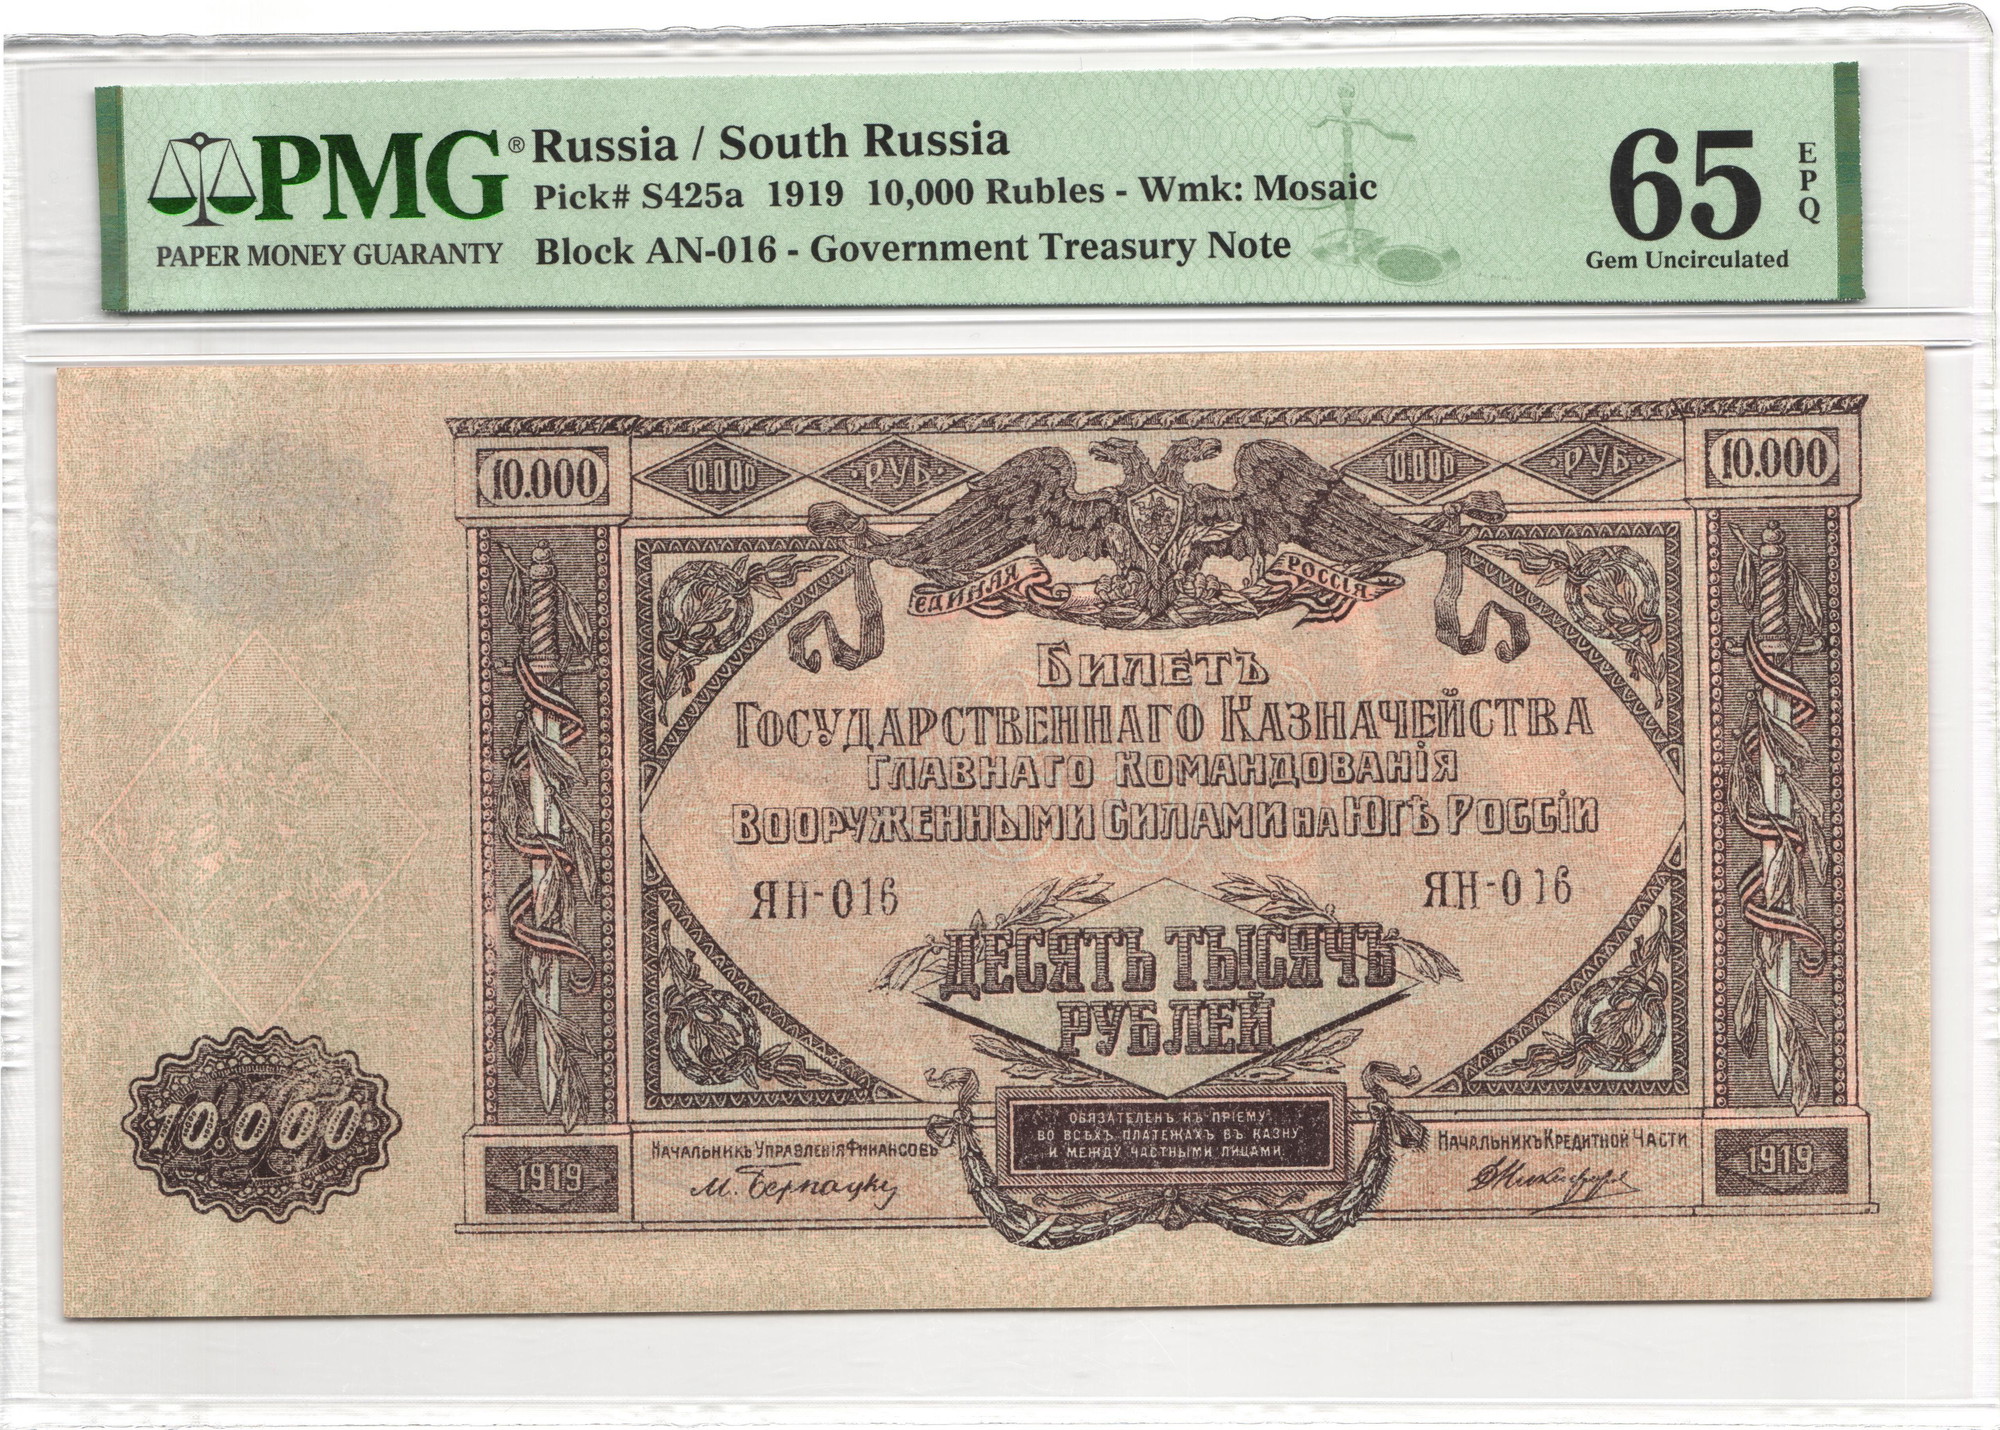 PMG® Russia / South Russia
PAPER MONEY GUARANTY
Pick# S425a 1919 10,000 Rubles - Wmk: Mosaic
Block AN-016 - Government Treasury Note
65 EPQ
Gem Uncirculated
10.000 10.000 •РУБ• 10.000 •РУБ• 10.000
ЕДИНАЯ РОССІЯ
БИЛЕТЪ
ГОСУДАРСТВЕННАГО КАЗНАЧЕЙСТВА
ГЛАВНАГО КОМАНДОВАНІЯ
ВООРУЖЕННЫМИ СИЛАМИ НА ЮГѢ РОССІИ
ЯН-016 ЯН-016
ДЕСЯТЬ ТЫСЯЧЪ
РУБЛЕЙ
10.000
ОБЯЗАТЕЛЕНЪ КЪ ПРІЕМУ
ВО ВСѢХЪ ПЛАТЕЖАХЪ ВЪ КАЗНУ
И МЕЖДУ ЧАСТНЫМИ ЛИЦАМИ.
НАЧАЛЬНИКЪ УПРАВЛЕНІЯ ФИНАНСОВЪ
НАЧАЛЬНИКЪ КРЕДИТНОЙ ЧАСТИ
1919 1919